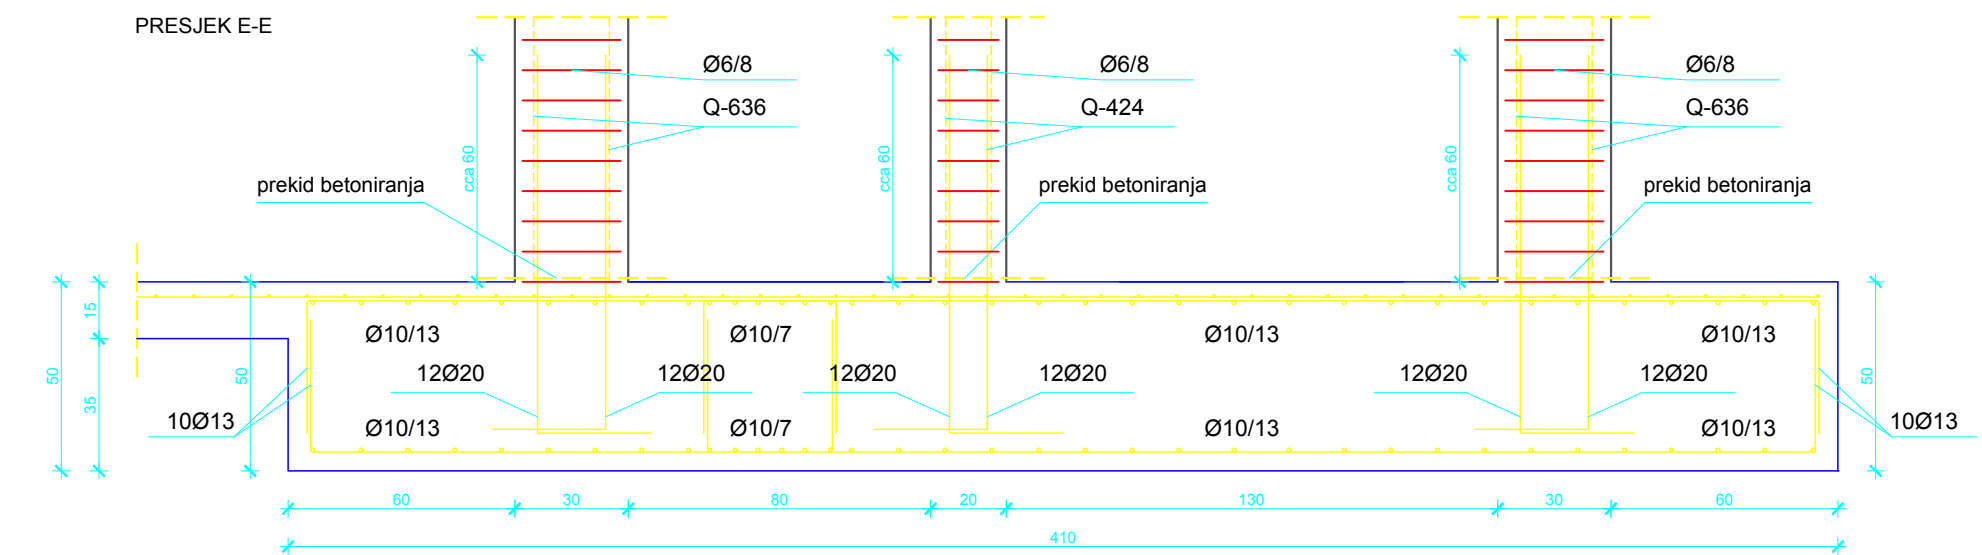 PRESJEK E-E
Ø6/8
Ø6/8
Ø6/8
Q-636
Q-424
Q-636
cca 60
cca 60
cca 60
prekid betoniranja
prekid betoniranja
prekid betoniranja
15
50
35
50
50
Ø10/13
Ø10/7
Ø10/13
Ø10/13
12Ø20
12Ø20
12Ø20
12Ø20
12Ø20
12Ø20
10Ø13
10Ø13
Ø10/13
Ø10/7
Ø10/13
Ø10/13
60
30
80
20
130
30
60
410